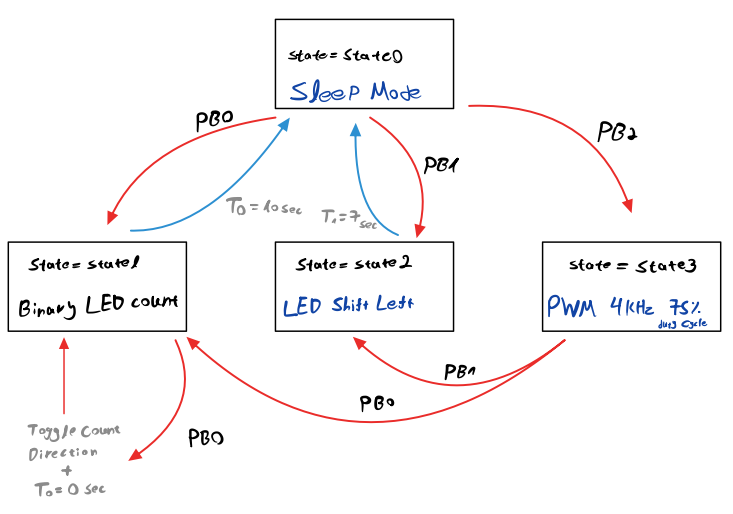 state = State0
Sleep Mode
PB0
PB1
PB2
T0 = 10 sec
T1 = 7 sec
State = state1
Binary LED count
State = state 2
LED Shift Left
state = State3
PWM 4KHz 75%
duty cycle
PB1
PB0
PB0
Toggle Count
Direction
+
T0 = 0 sec